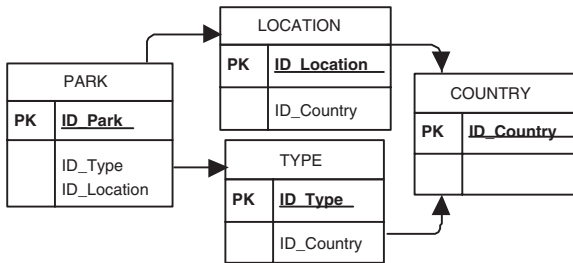 LOCATION
PK ID_Location
ID_Country
PARK
PK ID_Park
ID_Type
ID_Location
COUNTRY
PK ID_Country
TYPE
PK ID_Type
ID_Country